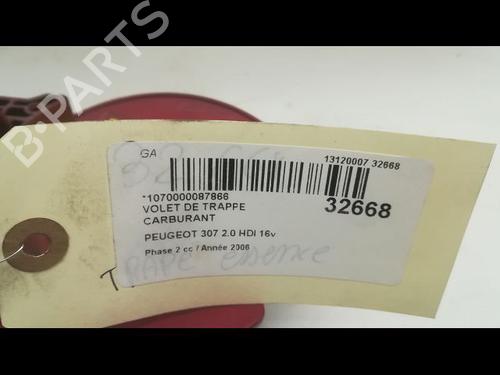 B-PARTS
GA
13120007 32668
32668
*1070000087866
VOLET DE TRAPPE
CARBURANT
PEUGEOT 307 2.0 HDI 16v
Phase 2 cc / Année 2006
essence